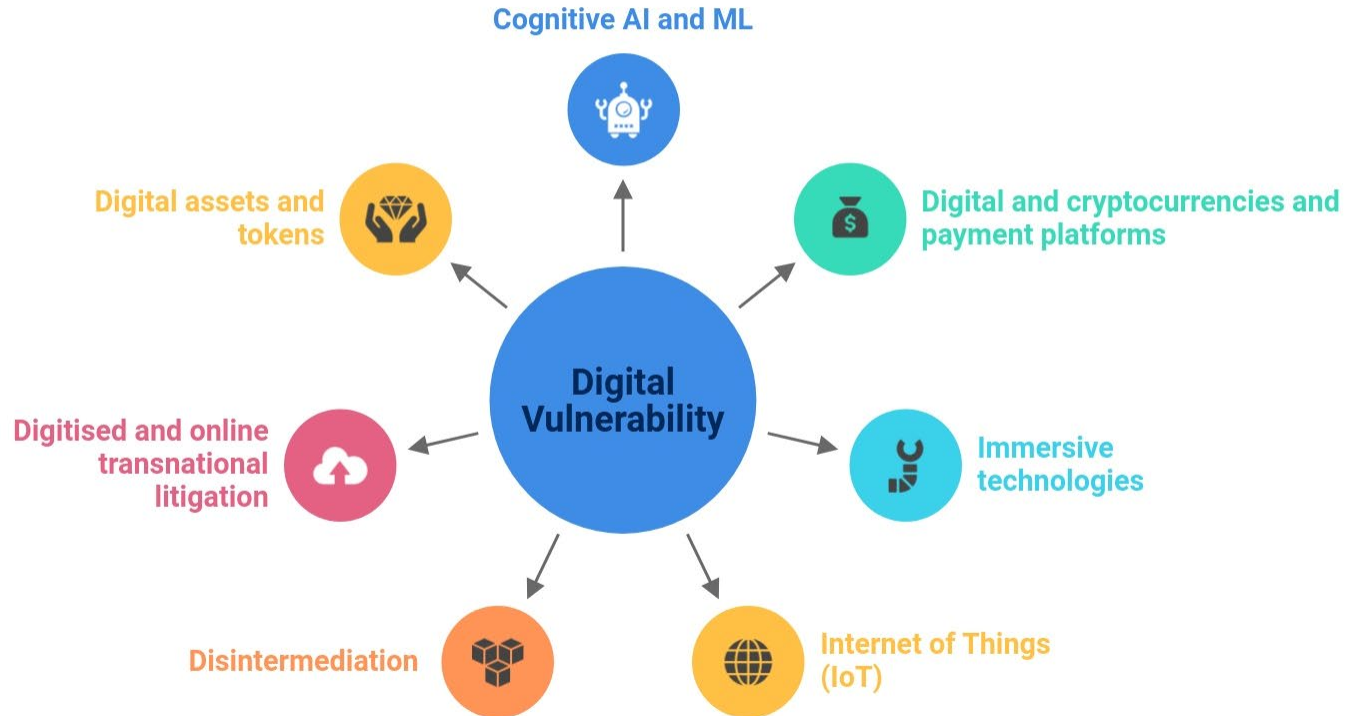 Cognitive AI and ML
Digital assets and
tokens
Digital and cryptocurrencies and
payment platforms
Digital
Vulnerability
Digitised and online
transnational
litigation
Immersive
technologies
Disintermediation
Internet of Things
(IoT)
$